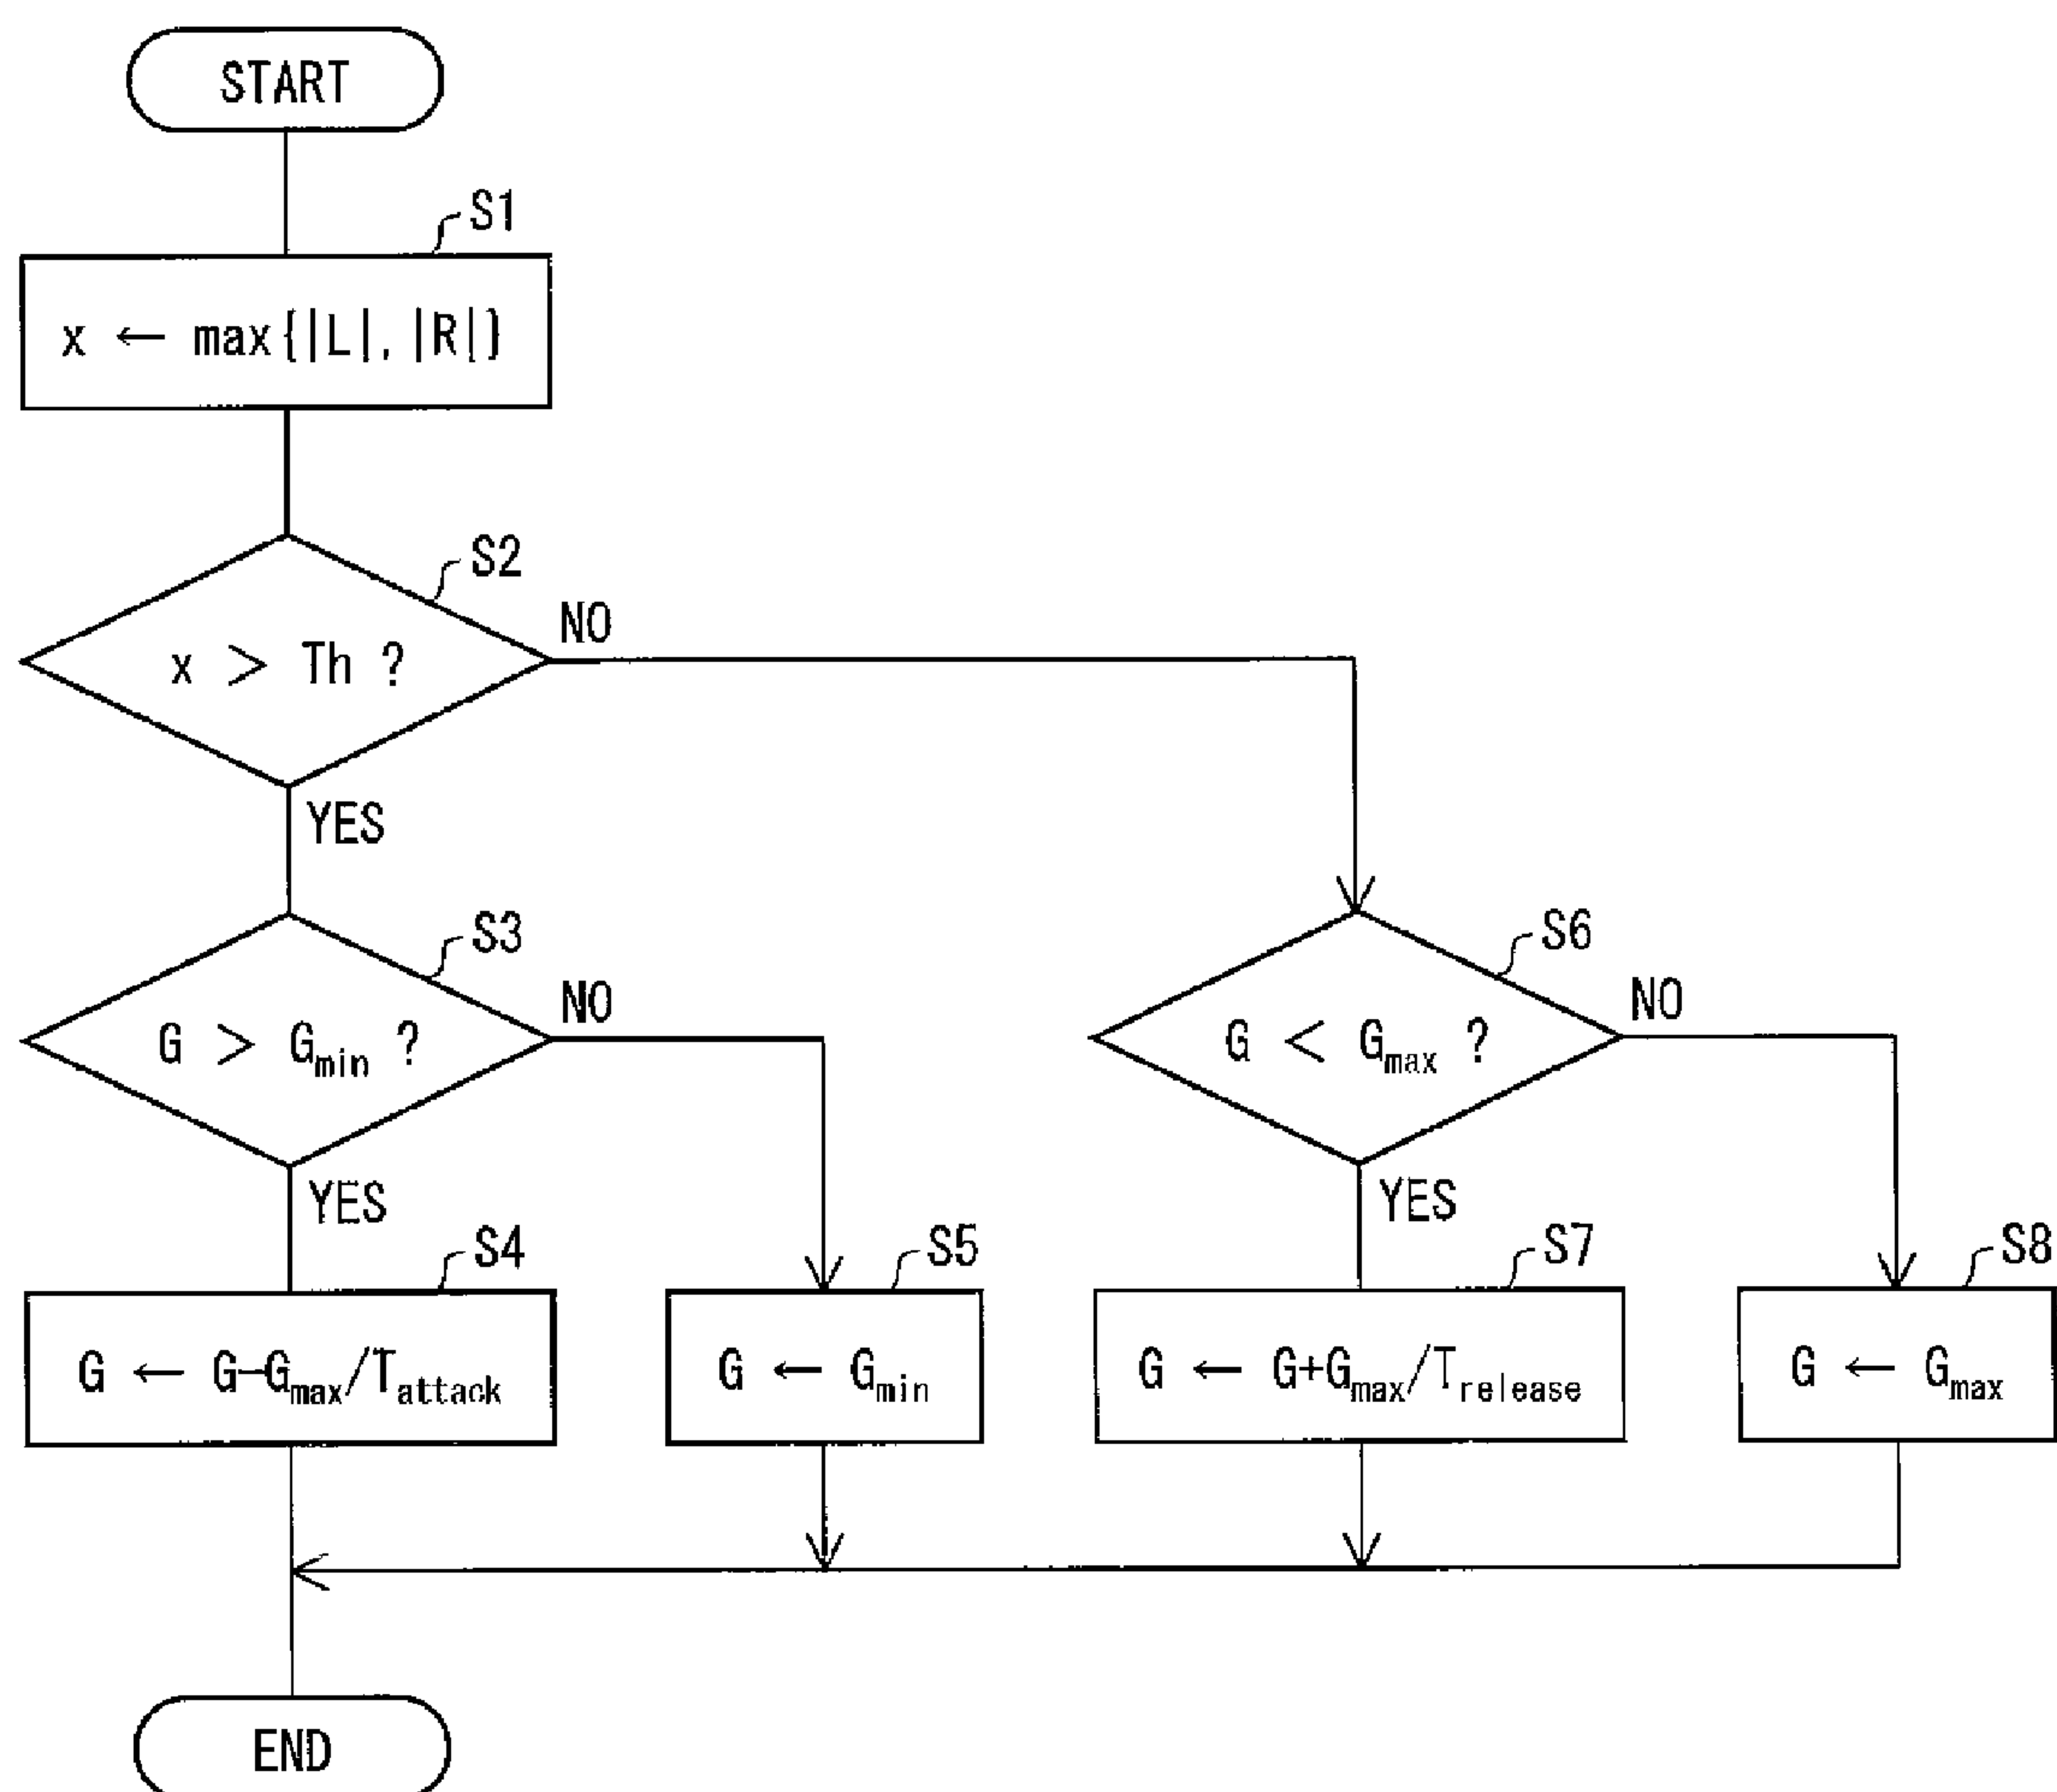 START
S1
x ← max{|L|, |R|}
S2
x > Th ?
NO
YES
S3
G > Gmin ?
NO
YES
S6
G < Gmax ?
NO
YES
S4
G ← G-Gmax/Tattack
S5
G ← Gmin
S7
G ← G+Gmax/Trelease
S8
G ← Gmax
END